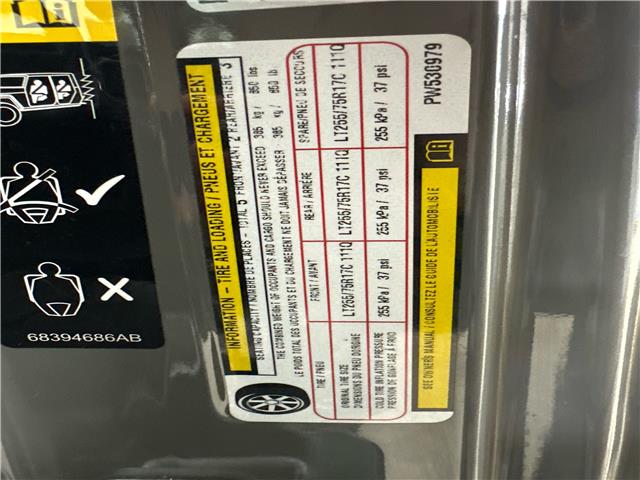 INFORMATION - TIRE AND LOADING / PNEUS ET CHARGEMENT
SEATING CAPACITY / NOMBRE DE PLACES - TOTAL 5 FRONT/AVANT 2 REAR/ARRIÈRE 3
THE COMBINED WEIGHT OF OCCUPANTS AND CARGO SHOULD NEVER EXCEED 385 kg / 850 lbs
LE POIDS TOTAL DES OCCUPANTS ET DU CHARGEMENT NE DOIT JAMAIS DÉPASSER 385 kg / 850 lb
TIRE / PNEU FRONT / AVANT REAR / ARRIÈRE SPARE/PNEU DE SECOURS
ORIGINAL TIRE SIZE
DIMENSIONS DU PNEU D'ORIGINE
LT255/75R17C 111Q LT255/75R17C 111Q LT255/75R17C 111Q
COLD TIRE INFLATION PRESSURE
PRESSION DE GONFLAGE À FROID
255 kPa / 37 psi 255 kPa / 37 psi 255 kPa / 37 psi
SEE OWNERS MANUAL / CONSULTEZ LE GUIDE DE L'AUTOMOBILISTE
PW530979
68394686AB